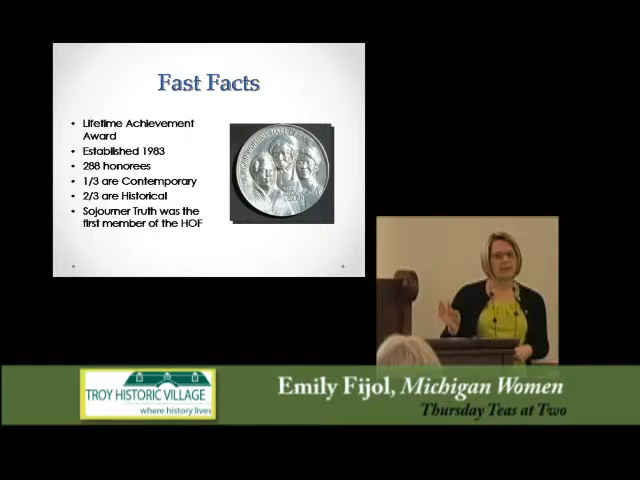 Fast Facts
• Lifetime Achievement
Award
• Established 1983
• 288 honorees
• 1/3 are Contemporary
• 2/3 are Historical
• Sojourner Truth was the
first member of the HOF
TROY HISTORIC VILLAGE
where history lives
Emily Fijol, Michigan Women
Thursday Teas at Two